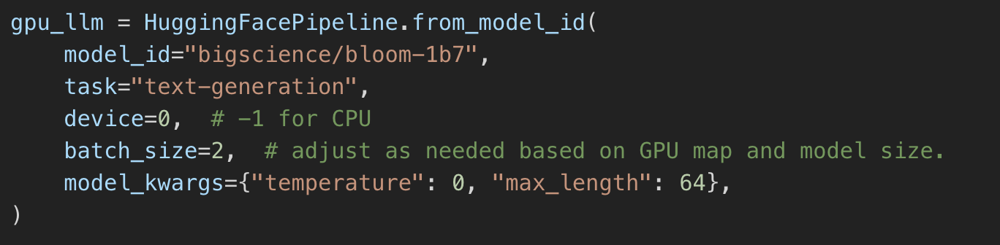 gpu_llm = HuggingFacePipeline.from_model_id(
    model_id="bigscience/bloom-1b7",
    task="text-generation",
    device=0,  # -1 for CPU
    batch_size=2,  # adjust as needed based on GPU map and model size.
    model_kwargs={"temperature": 0, "max_length": 64},
)